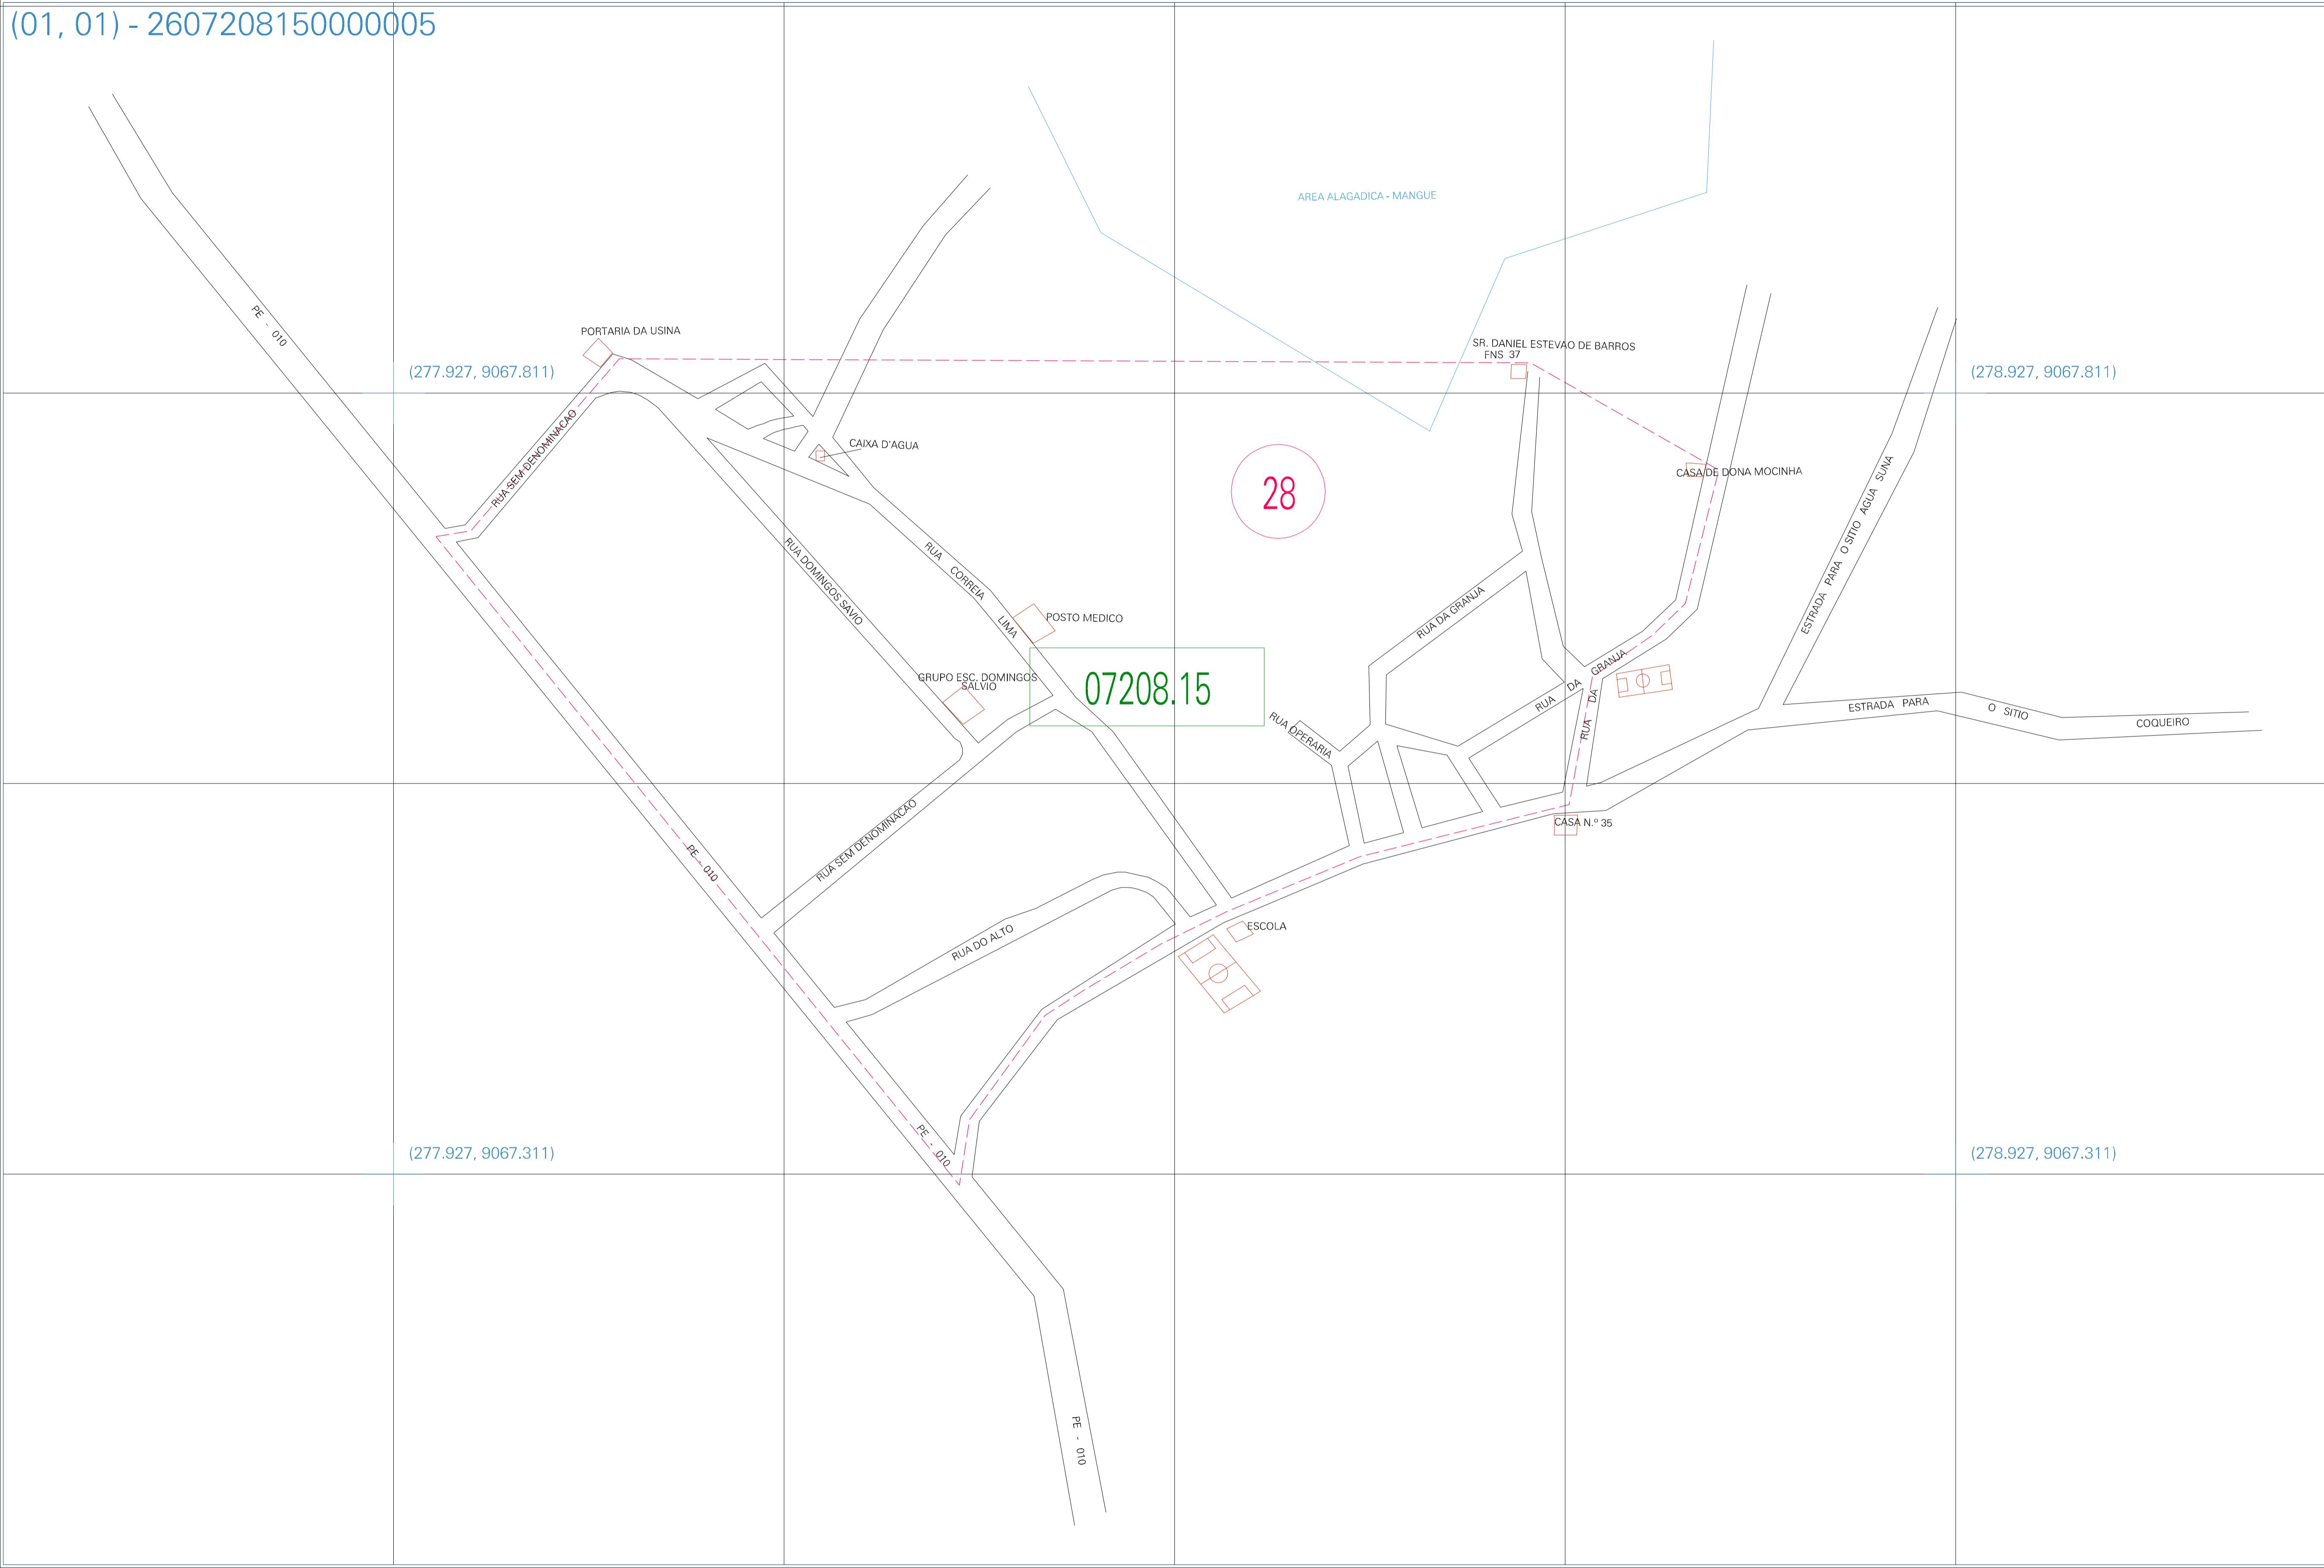 (01, 01) - 2607208150000005
AREA ALAGADICA - MANGUE
PE - 010
PORTARIA DA USINA
SR. DANIEL ESTEVAO DE BARROS
FNS 37
(277.927, 9067.811)
(278.927, 9067.811)
RUA SEM DENOMINACAO
CAIXA D'AGUA
CASA DE DONA MOCINHA
28
ESTRADA PARA O SITIO AGUA SUNA
RUA DOMINGOS SAVIO
RUA CORREIA LIMA
POSTO MEDICO
RUA DA GRANJA
GRUPO ESC. DOMINGOS
SALVIO
07208.15
RUA DA GRANJA
RUA DA
RUA OPERARIA
ESTRADA PARA O SITIO COQUEIRO
CASA N.º 35
RUA SEM DENOMINACAO
PE - 010
ESCOLA
RUA DO ALTO
PE - 010
(277.927, 9067.311)
(278.927, 9067.311)
PE - 010